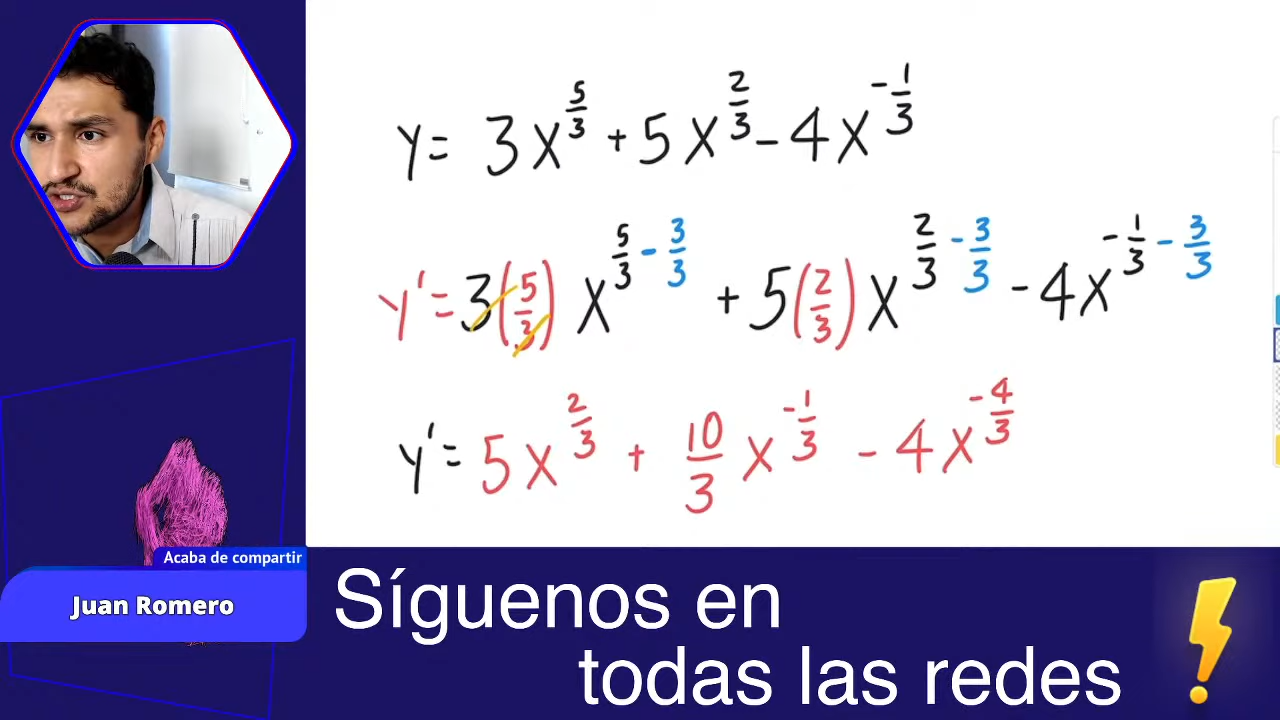 y = 3x^{5/3} + 5x^{2/3} - 4x^{-1/3}
y' = 3(5/3) x^{5/3 - 3/3} + 5(2/3) x^{2/3 - 3/3} - 4x^{-1/3 - 3/3}
y' = 5x^{2/3} + 10/3 x^{-1/3} - 4x^{-4/3}
Acaba de compartir
Juan Romero
Síguenos en
todas las redes